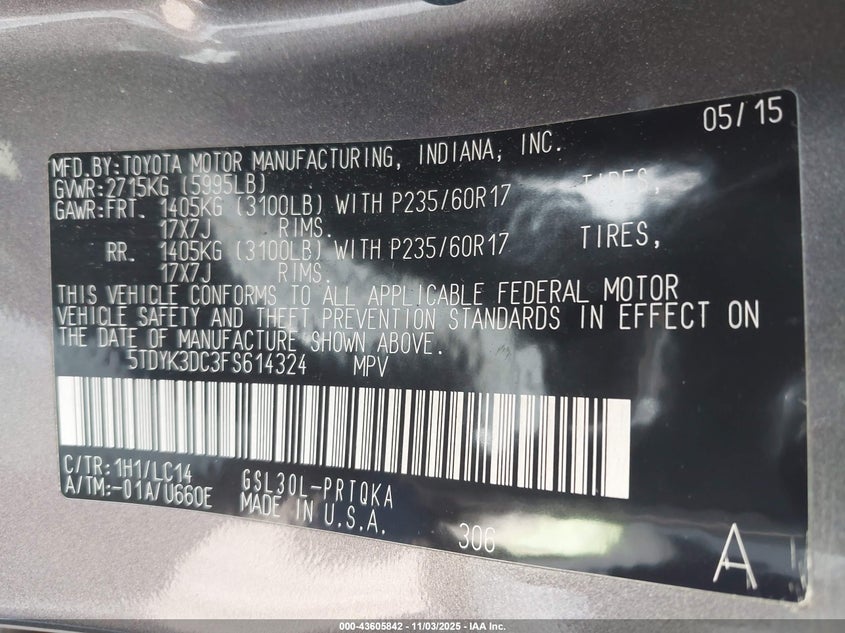 05/15
MFD.BY:TOYOTA MOTOR MANUFACTURING, INDIANA, INC.
GVWR:2715KG (5995LB)
GAWR:FRT. 1405KG (3100LB) WITH P235/60R17 TIRES,
17X7J RIMS.
RR. 1405KG (3100LB) WITH P235/60R17 TIRES,
17X7J RIMS.
THIS VEHICLE CONFORMS TO ALL APPLICABLE FEDERAL MOTOR
VEHICLE SAFETY AND THEFT PREVENTION STANDARDS IN EFFECT ON
THE DATE OF MANUFACTURE SHOWN ABOVE.
5TDYK3DC3FS614324 MPV
C/TR:1H1/LC14 GSL30L-PRTQKA
A/TM:-01A/U660E MADE IN U.S.A.
306
A
000-43605842 - 11/03/2025 - IAA Inc.